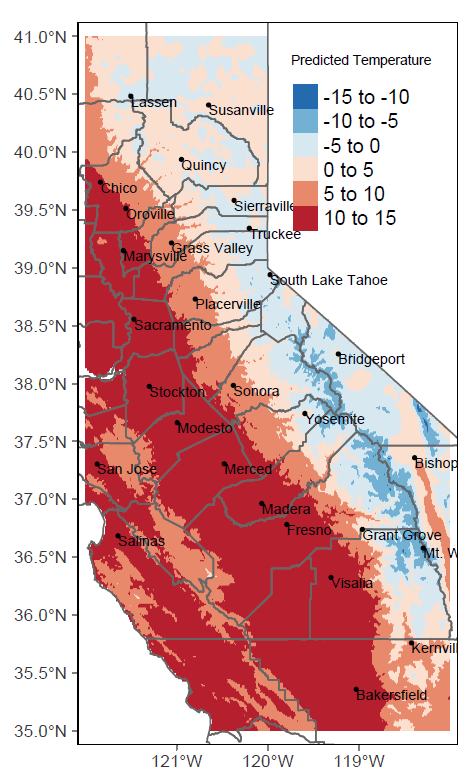 Predicted Temperature
-15 to -10
-10 to -5
-5 to 0
0 to 5
5 to 10
10 to 15
41.0°N
40.5°N
40.0°N
39.5°N
39.0°N
38.5°N
38.0°N
37.5°N
37.0°N
36.5°N
36.0°N
35.5°N
35.0°N
Lassen
Susanville
Quincy
Chico
Oroville
Sierraville
Truckee
Grass Valley
Marysville
South Lake Tahoe
Placerville
Sacramento
Bridgeport
Stockton
Sonora
Yosemite
Modesto
San Jose
Merced
Bishop
Madera
Fresno
Grant Grove
Salinas
Mt. W
Visalia
Kernvill
Bakersfield
121°W
120°W
119°W